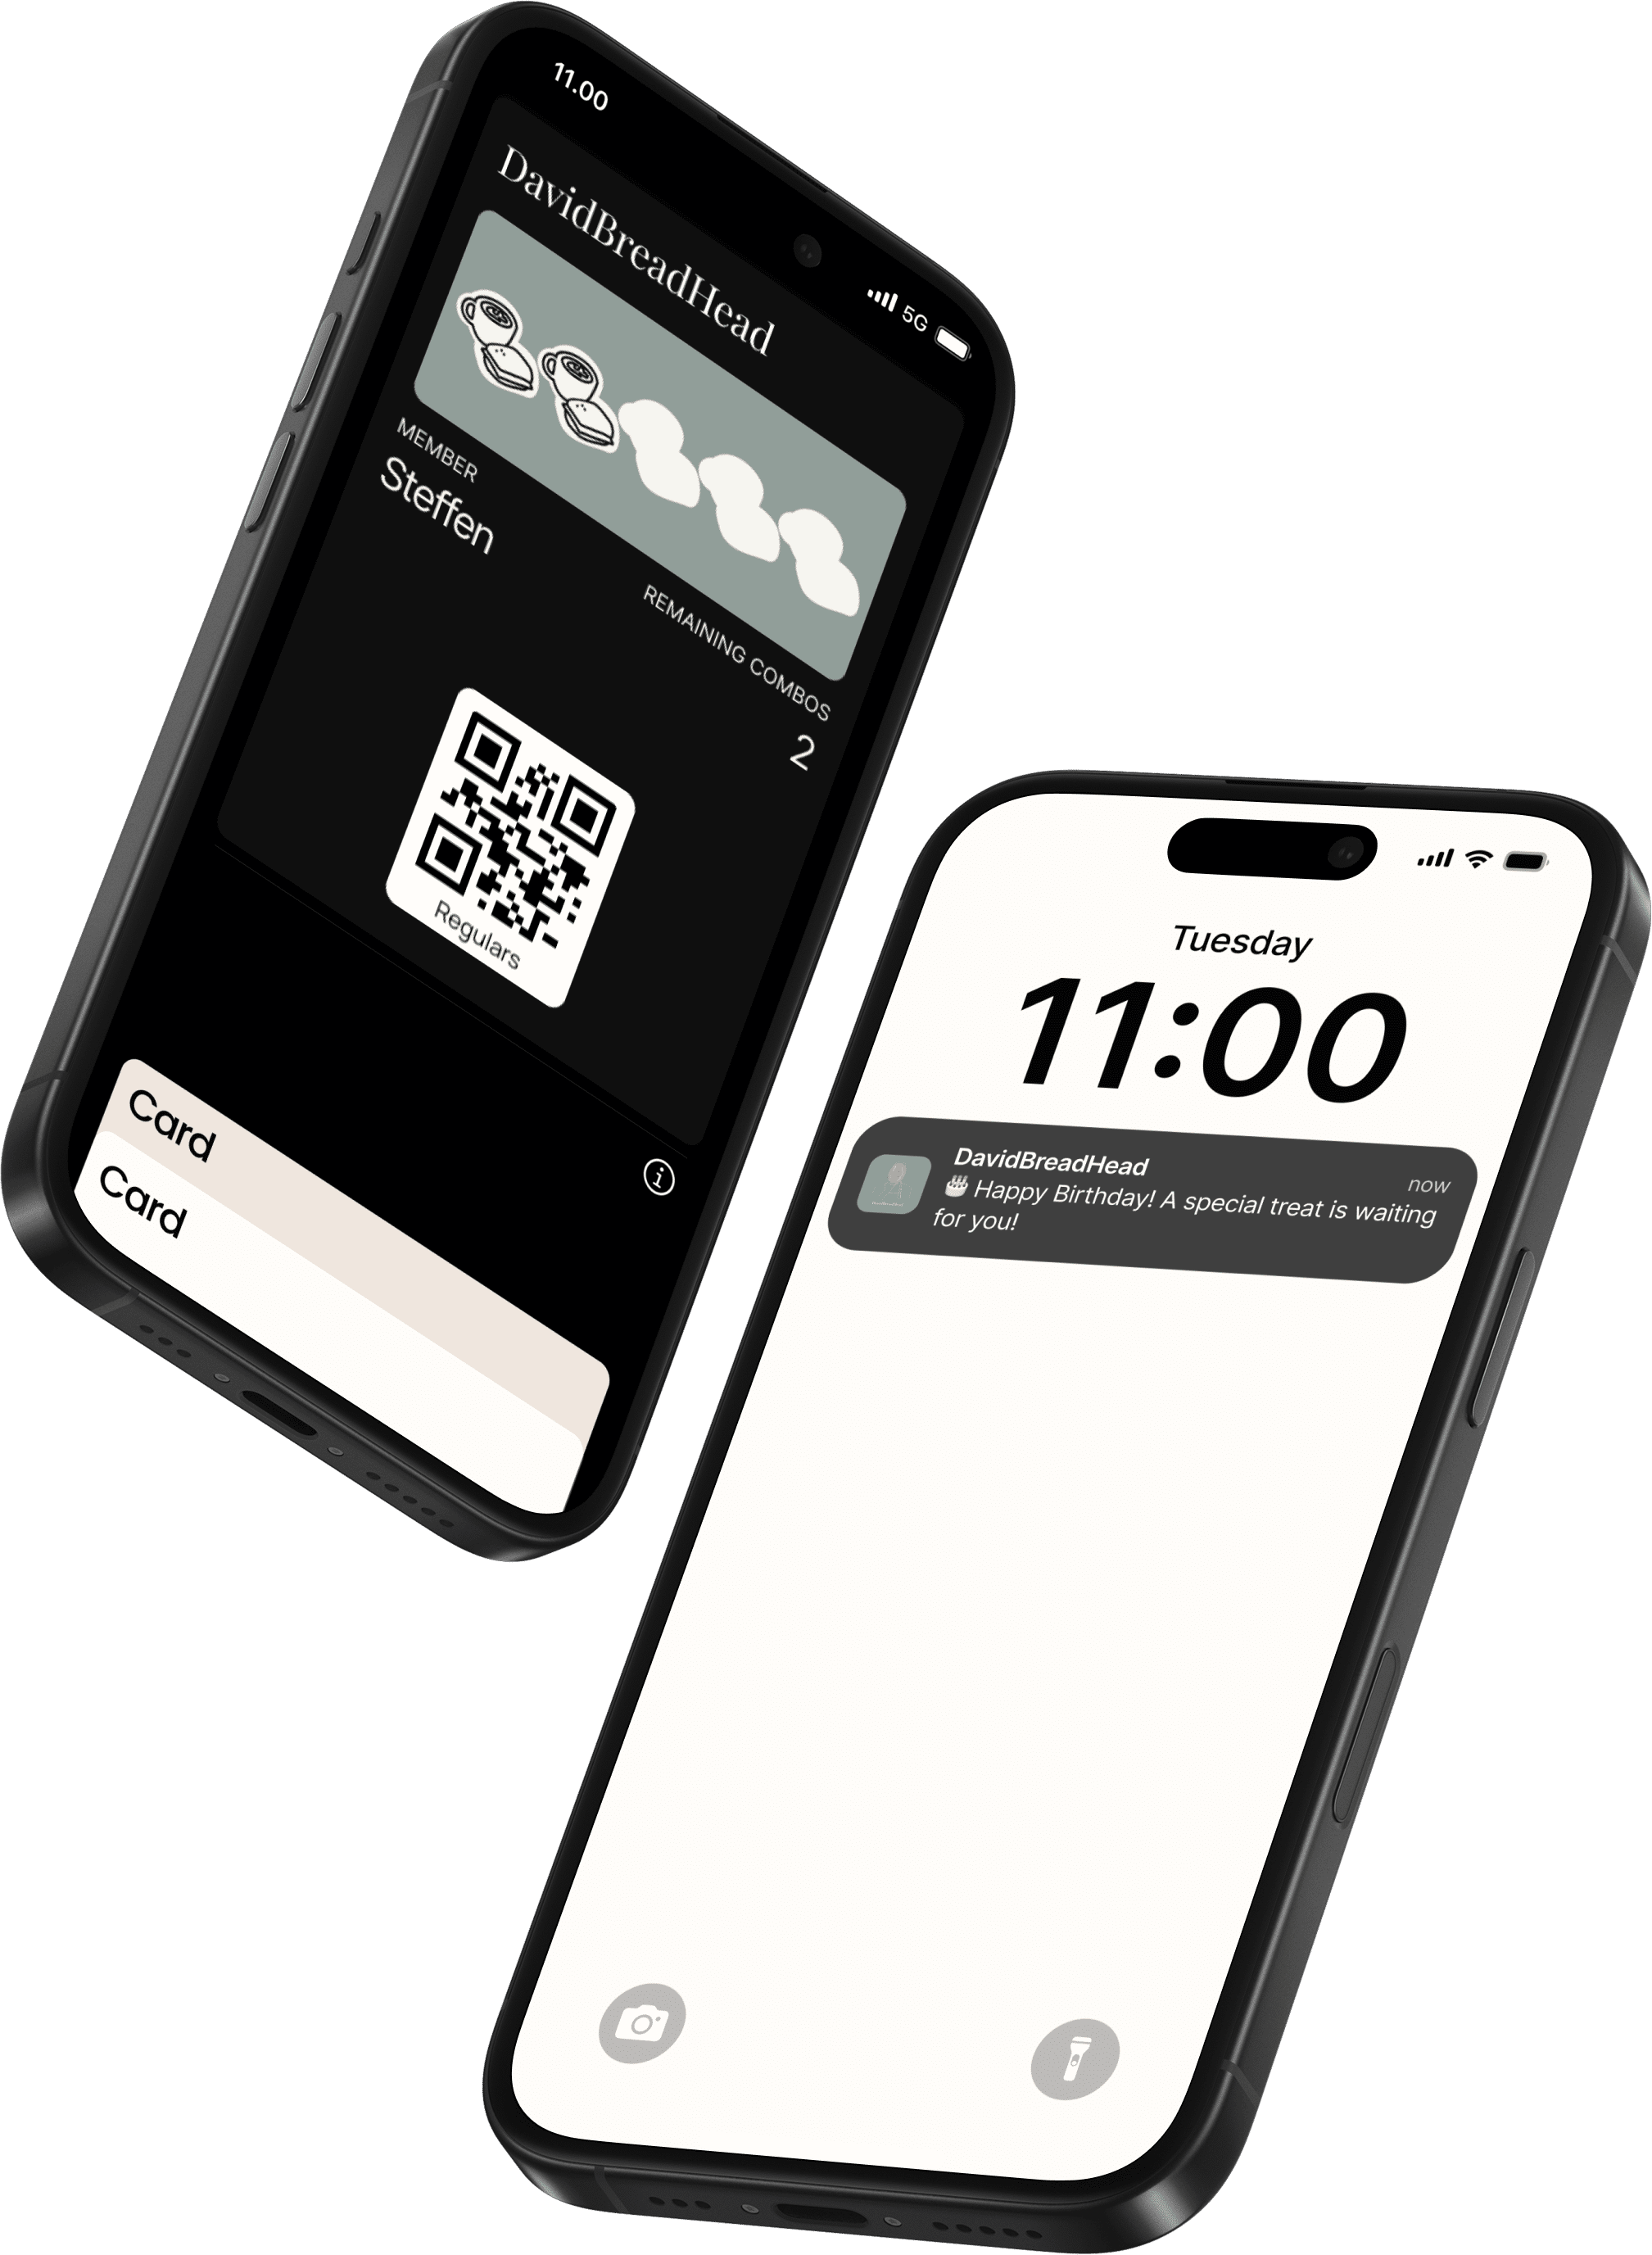 11.00
5G
DavidBreadHead
MEMBER
Steffen
REMAINING COMBOS
2
Regulars
Card
Card
Tuesday
11:00
DavidBreadHead
now
🎂 Happy Birthday! A special treat is waiting
for you!